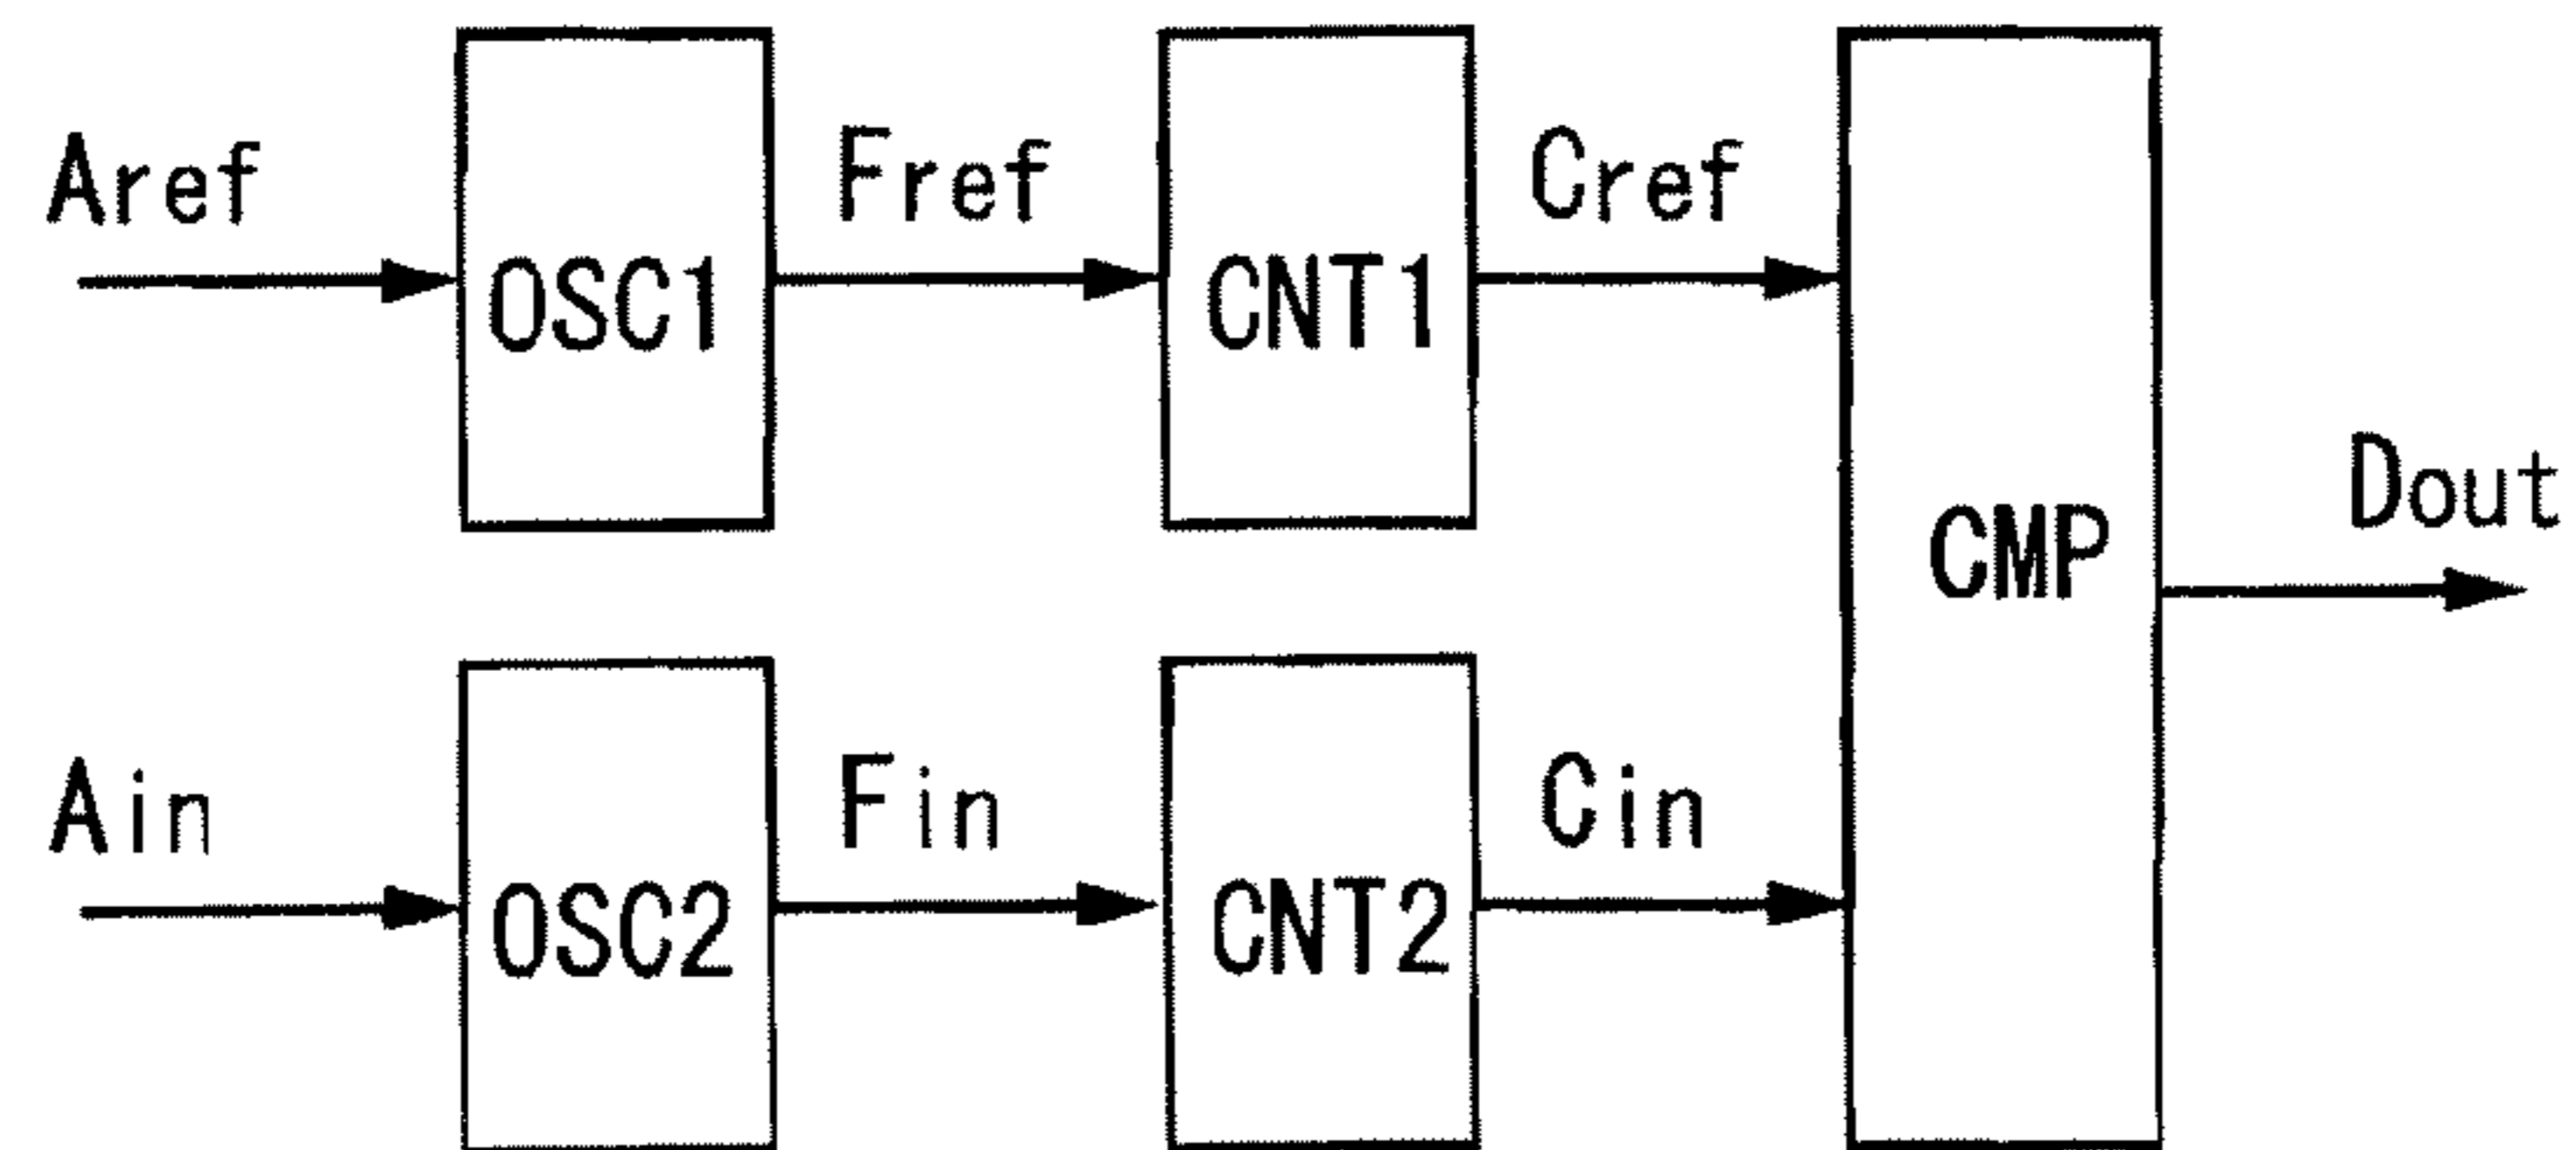 Aref
OSC1
Fref
CNT1
Cref
CMP
Dout
Ain
OSC2
Fin
CNT2
Cin